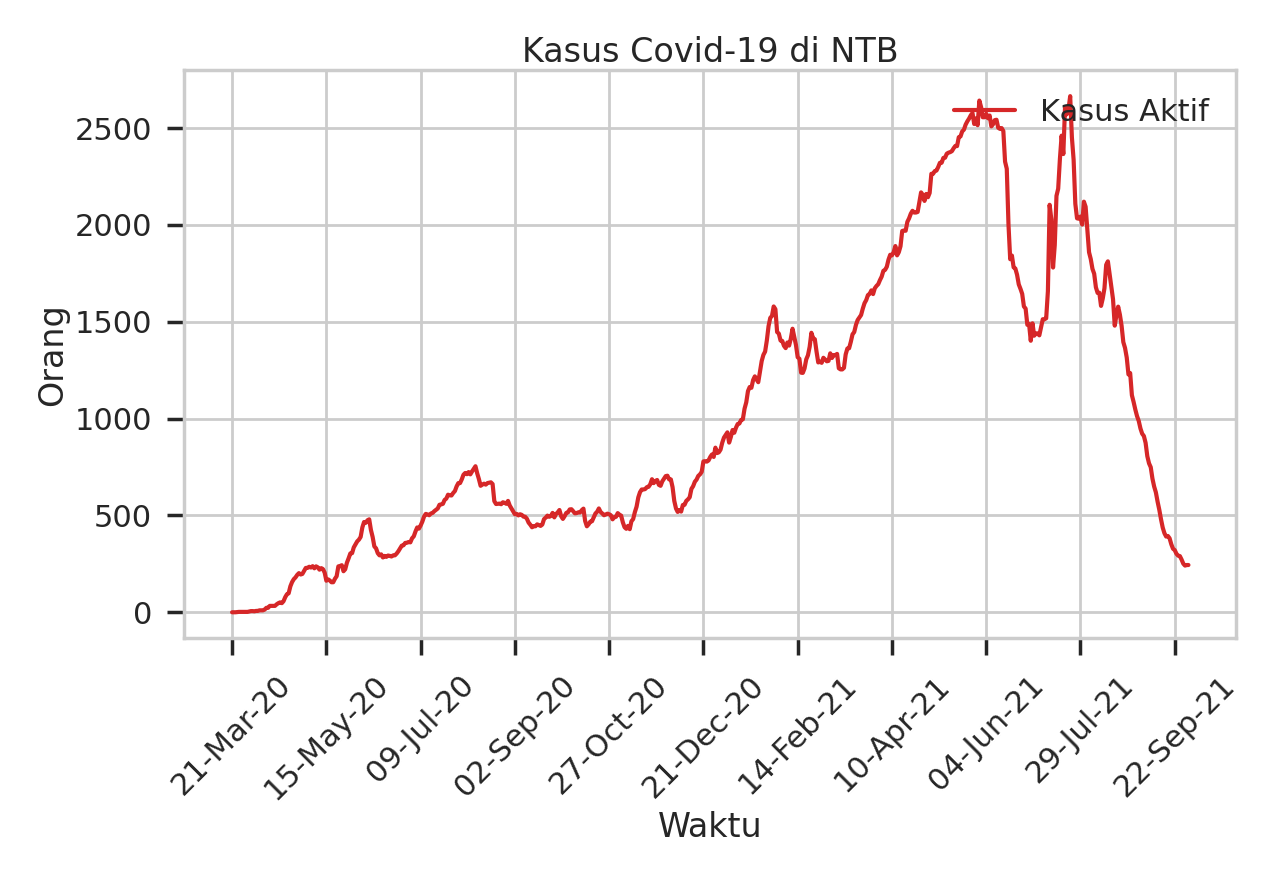 Kasus Covid-19 di NTB
Kasus Aktif
Orang
2500
2000
1500
1000
500
0
21-Mar-20
15-May-20
09-Jul-20
02-Sep-20
27-Oct-20
21-Dec-20
14-Feb-21
10-Apr-21
04-Jun-21
29-Jul-21
22-Sep-21
Waktu